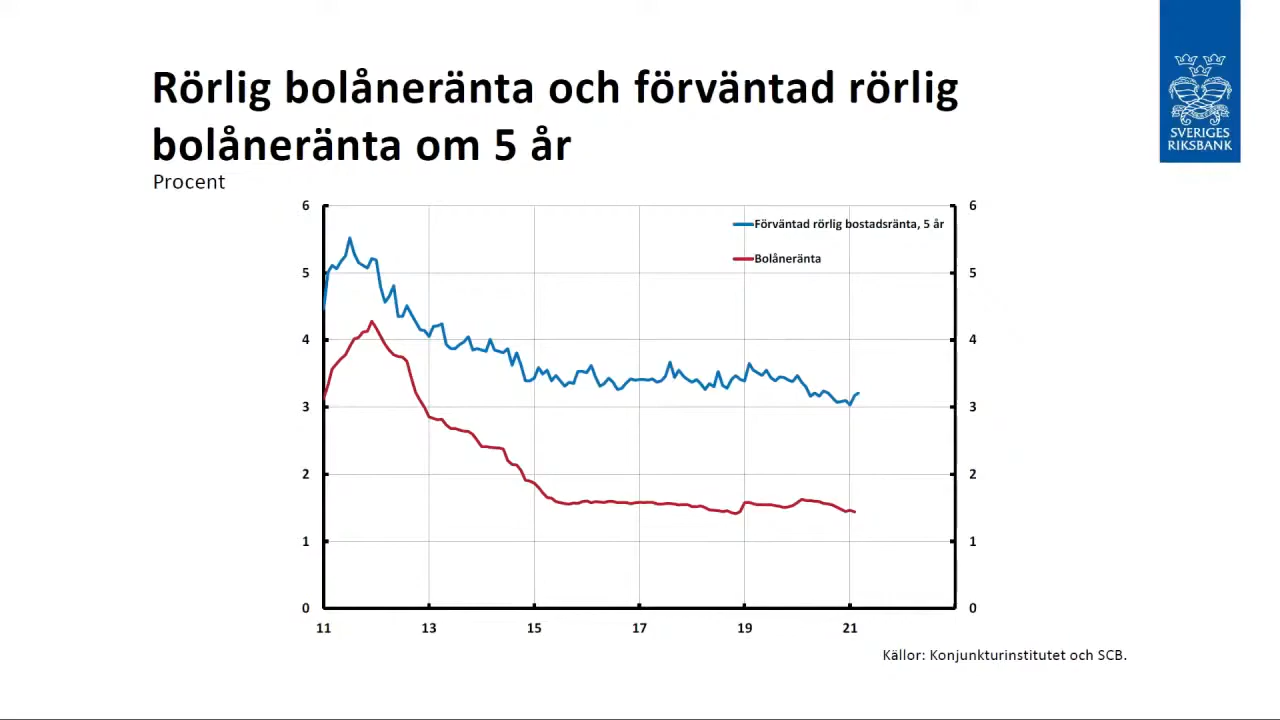 Rörlig bolåneränta och förväntad rörlig
bolåneränta om 5 år
Procent
SVERIGES
RIKSBANK
6 6
Förväntad rörlig bostadsränta, 5 år
Bolåneränta
5 5
4 4
3 3
2 2
1 1
0 0
11 13 15 17 19 21
Källor: Konjunkturinstitutet och SCB.